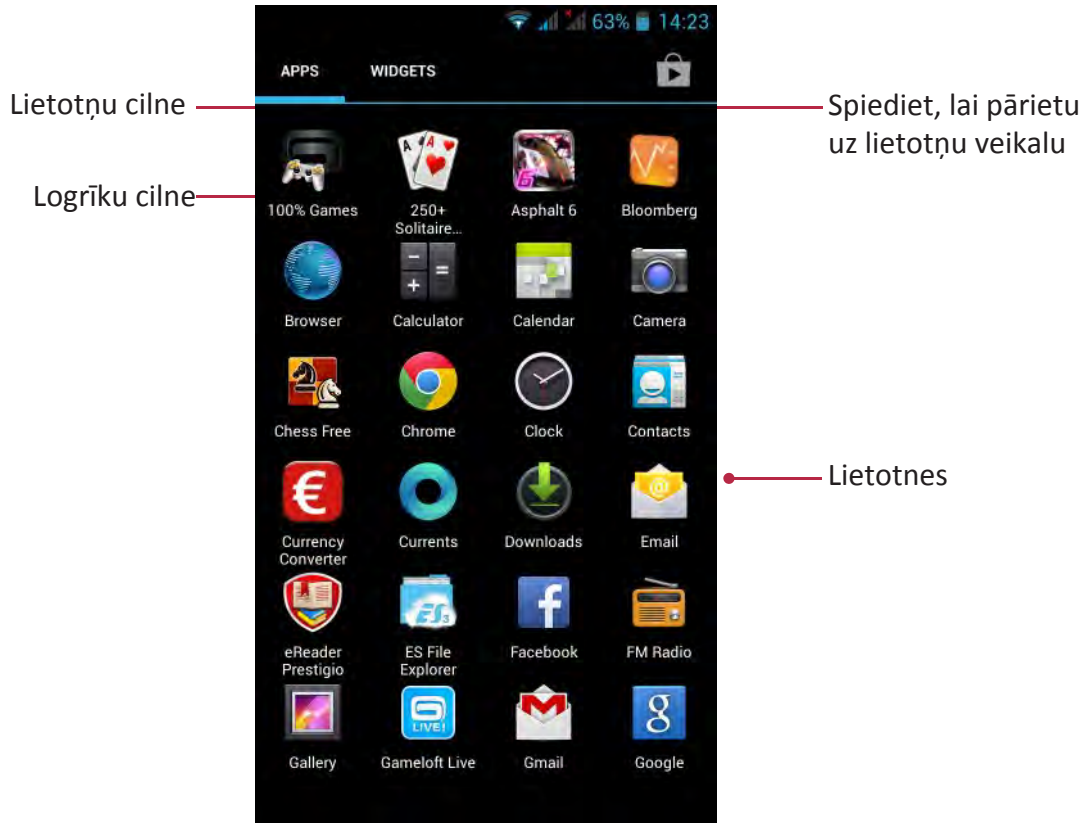 63% 14:23
APPS WIDGETS
Lietotņu cilne
Spiediet, lai pārietu
uz lietotņu veikalu
Logrīku cilne
100% Games
250+
Solitaire...
Asphalt 6
Bloomberg
Browser
Calculator
Calendar
Camera
Chess Free
Chrome
Clock
Contacts
Lietotnes
Currency
Converter
Currents
Downloads
Email
eReader
Prestigio
ES File
Explorer
Facebook
FM Radio
Gallery
LIVE!
Gameloft Live
Gmail
Google